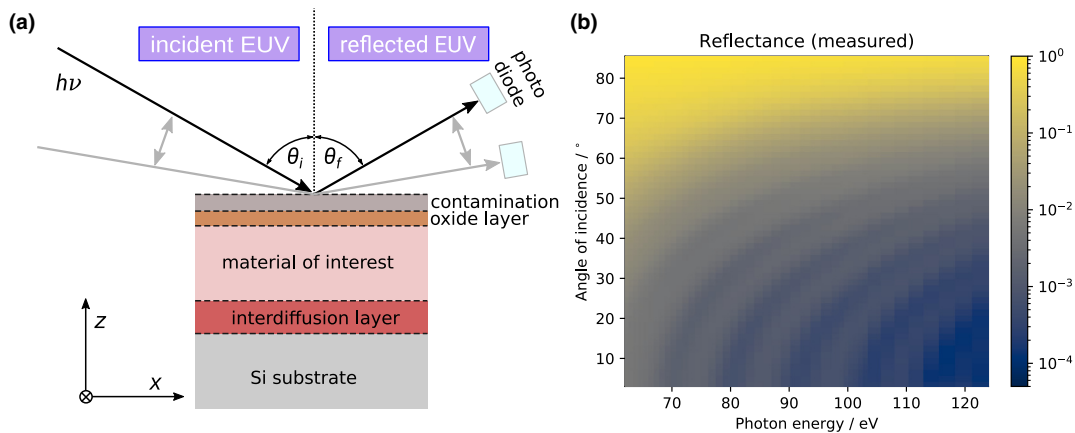 (a)
incident EUV
reflected EUV
photo
diode
hν
θi
θf
contamination
oxide layer
material of interest
interdiffusion layer
Si substrate
z
x
(b)
Reflectance (measured)
Angle of incidence / °
80
70
60
50
40
30
20
10
70
80
90
100
110
120
Photon energy / eV
10⁰
10⁻¹
10⁻²
10⁻³
10⁻⁴